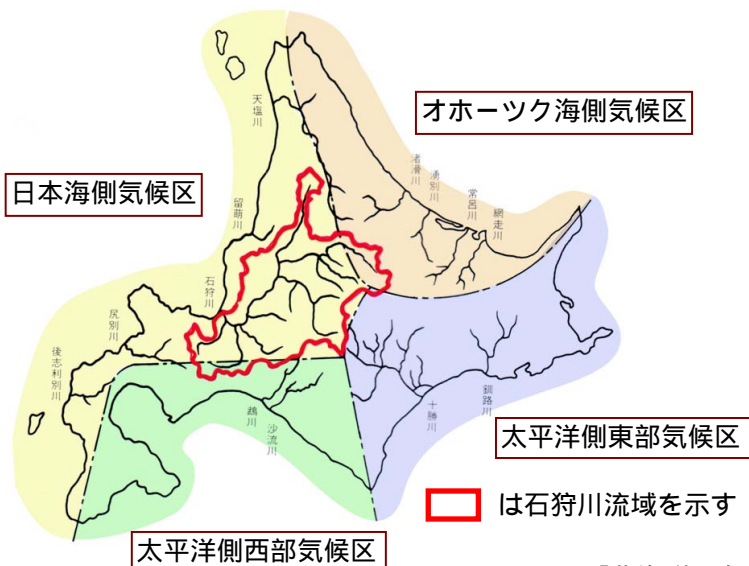 オホーツク海側気候区
日本海側気候区
天塩川
留萌川
石狩川
尻別川
後志利別川
渚滑川
湧別川
常呂川
網走川
鵡川
沙流川
十勝川
釧路川
太平洋側東部気候区
は石狩川流域を示す
太平洋側西部気候区